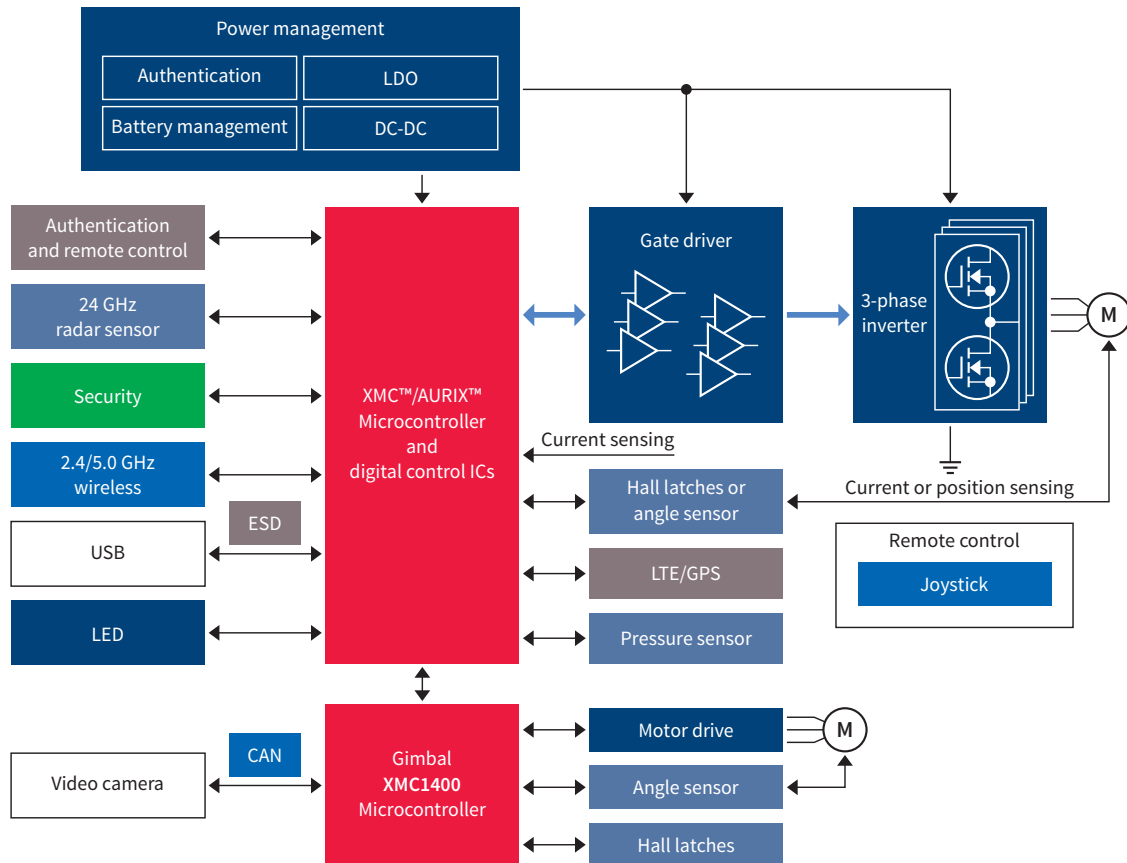 Power management
Authentication
LDO
Battery management
DC-DC
Authentication
and remote control
24 GHz
radar sensor
Security
2.4/5.0 GHz
wireless
ESD
USB
LED
XMC™/AURIX™
Microcontroller
and
digital control ICs
Gate driver
3-phase
inverter
M
Current sensing
Hall latches or
angle sensor
Current or position sensing
LTE/GPS
Pressure sensor
Remote control
Joystick
Video camera
CAN
Gimbal
XMC1400
Microcontroller
Motor drive
M
Angle sensor
Hall latches